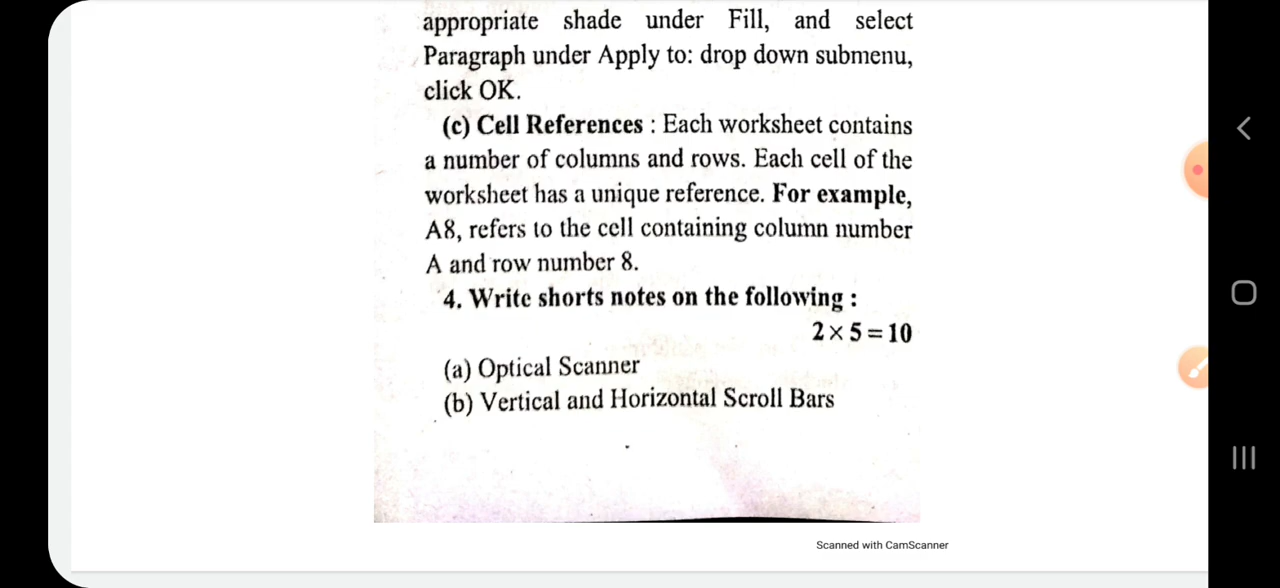 appropriate shade under Fill, and select
Paragraph under Apply to: drop down submenu,
click OK.
(c) Cell References : Each worksheet contains
a number of columns and rows. Each cell of the
worksheet has a unique reference. For example,
A8, refers to the cell containing column number
A and row number 8.
4. Write shorts notes on the following :
2 × 5 = 10
(a) Optical Scanner
(b) Vertical and Horizontal Scroll Bars
Scanned with CamScanner